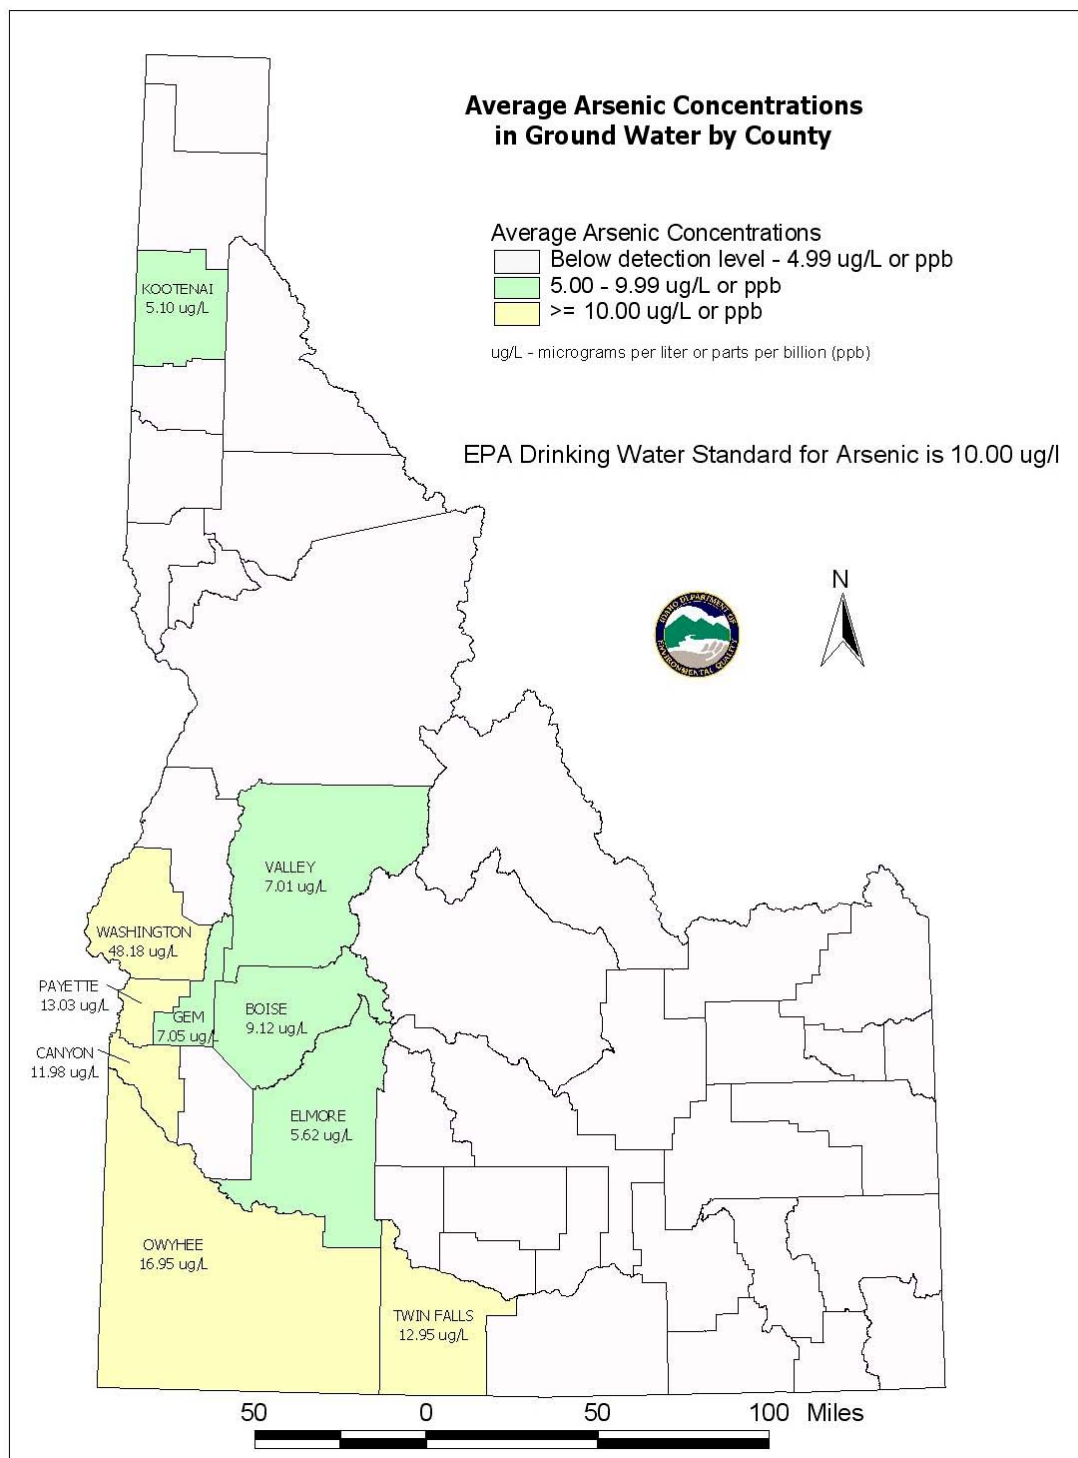 Average Arsenic Concentrations
in Ground Water by County
Average Arsenic Concentrations
Below detection level - 4.99 ug/L or ppb
5.00 - 9.99 ug/L or ppb
>= 10.00 ug/L or ppb
ug/L - micrograms per liter or parts per billion (ppb)
EPA Drinking Water Standard for Arsenic is 10.00 ug/l
KOOTENAI
5.10 ug/L
N
IDAHO DEPARTMENT OF
ENVIRONMENTAL QUALITY
VALLEY
7.01 ug/L
WASHINGTON
48.18 ug/L
PAYETTE
13.03 ug/L
GEM
7.05 ug/L
BOISE
9.12 ug/L
CANYON
11.98 ug/L
ELMORE
5.62 ug/L
OWYHEE
16.95 ug/L
TWIN FALLS
12.95 ug/L
50 0 50 100 Miles